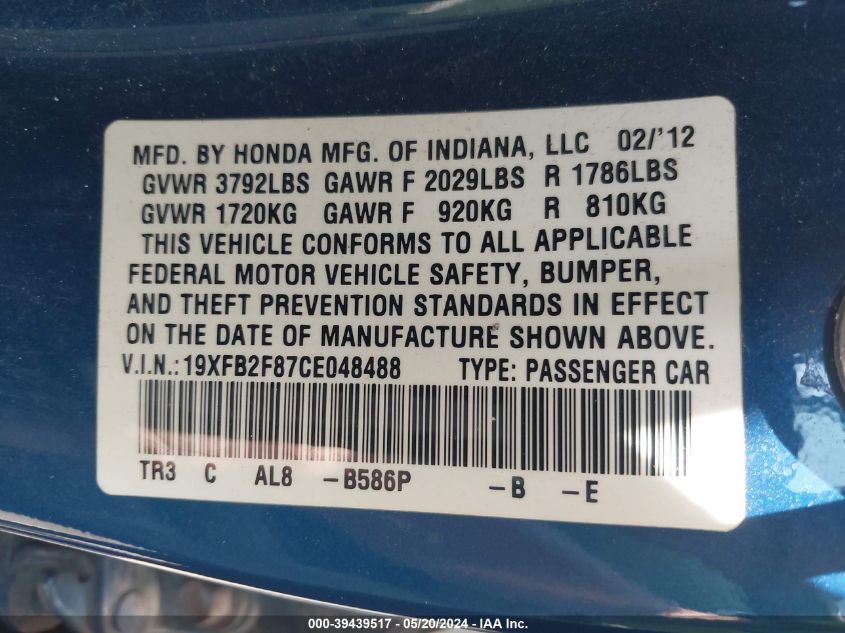 MFD. BY HONDA MFG. OF INDIANA, LLC 02/'12
GVWR 3792LBS GAWR F 2029LBS R 1786LBS
GVWR 1720KG GAWR F 920KG R 810KG
THIS VEHICLE CONFORMS TO ALL APPLICABLE
FEDERAL MOTOR VEHICLE SAFETY, BUMPER,
AND THEFT PREVENTION STANDARDS IN EFFECT
ON THE DATE OF MANUFACTURE SHOWN ABOVE.
V.I.N.:19XFB2F87CE048488 TYPE: PASSENGER CAR
TR3 C AL8 -B586P -B -E
000-39439517 - 05/20/2024 - IAA Inc.